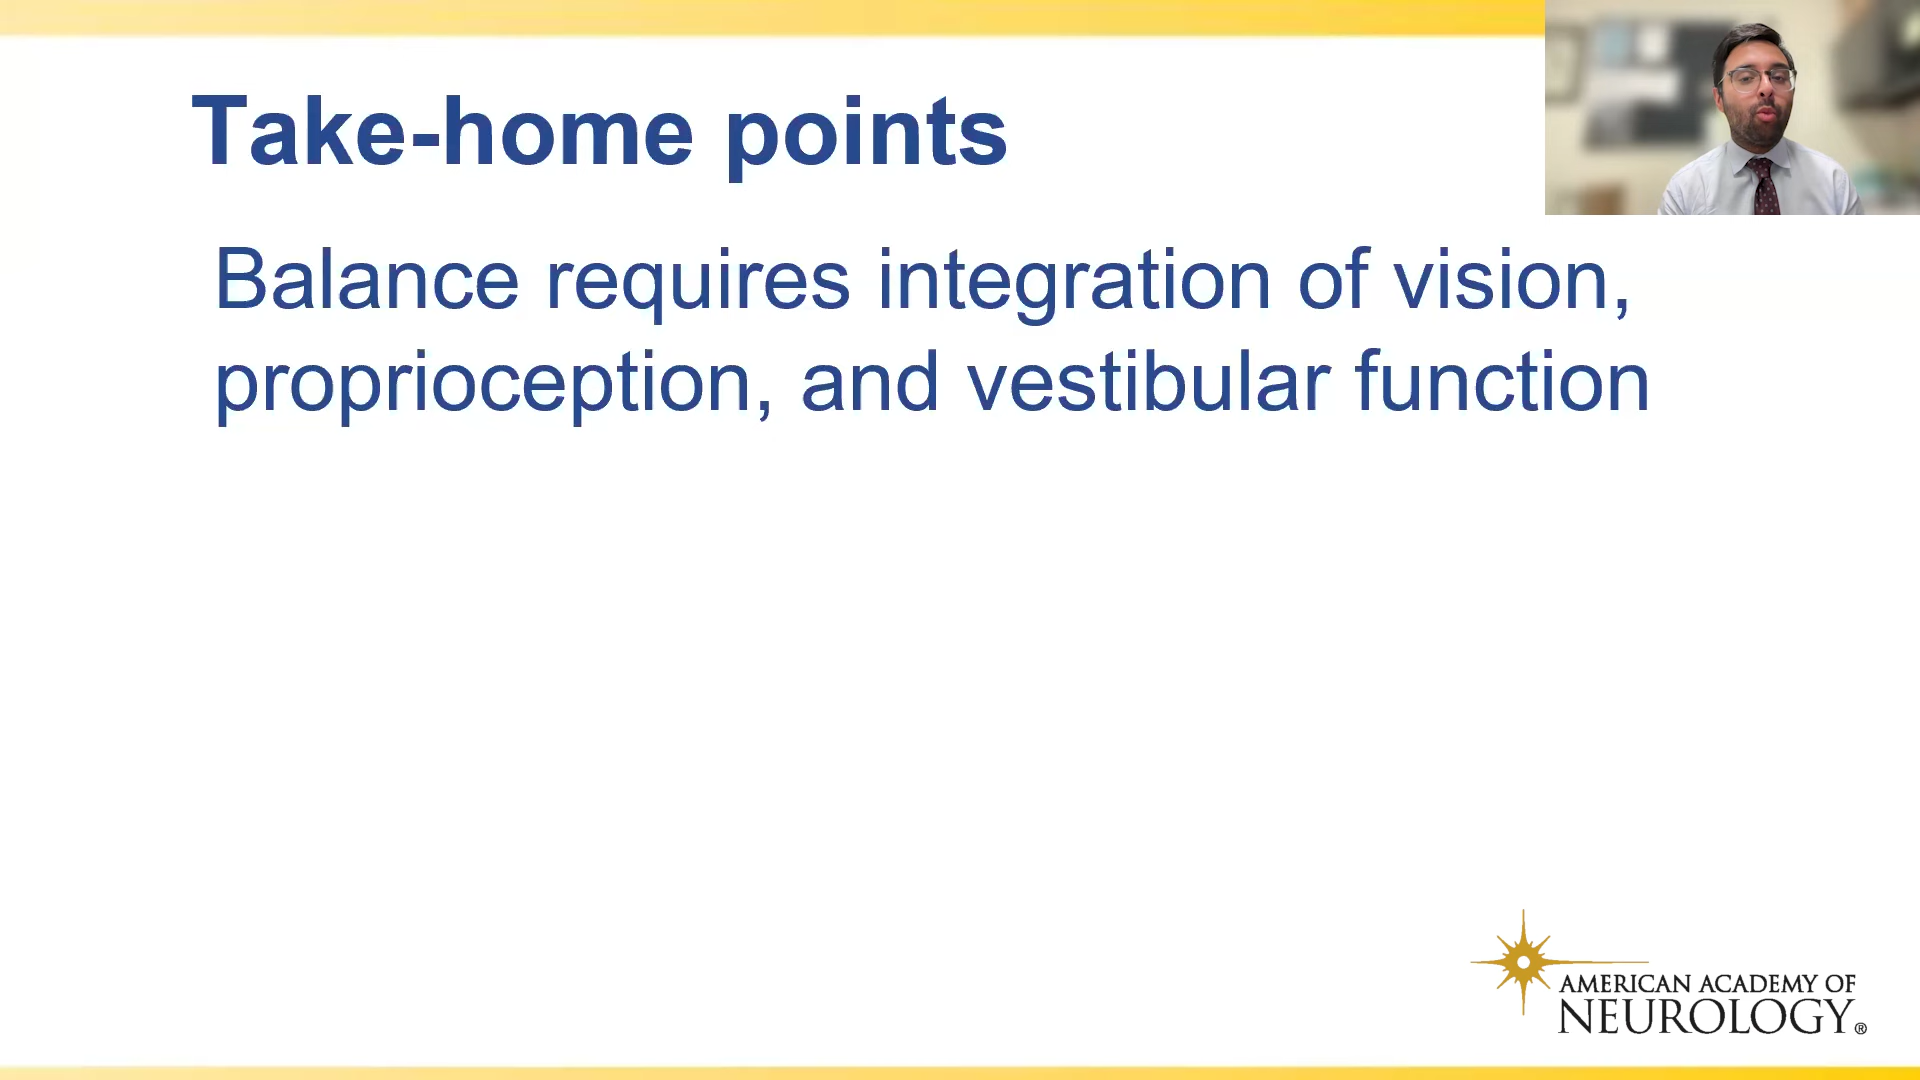 Take-home points
Balance requires integration of vision,
proprioception, and vestibular function
AMERICAN ACADEMY OF
NEUROLOGY®